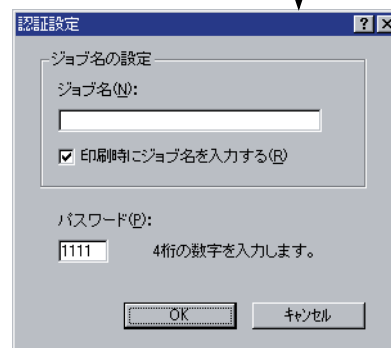 認証設定
ジョブ名の設定
ジョブ名(N):
印刷時にジョブ名を入力する(R)
パスワード(P):
1111 4桁の数字を入力します。
OK キャンセル